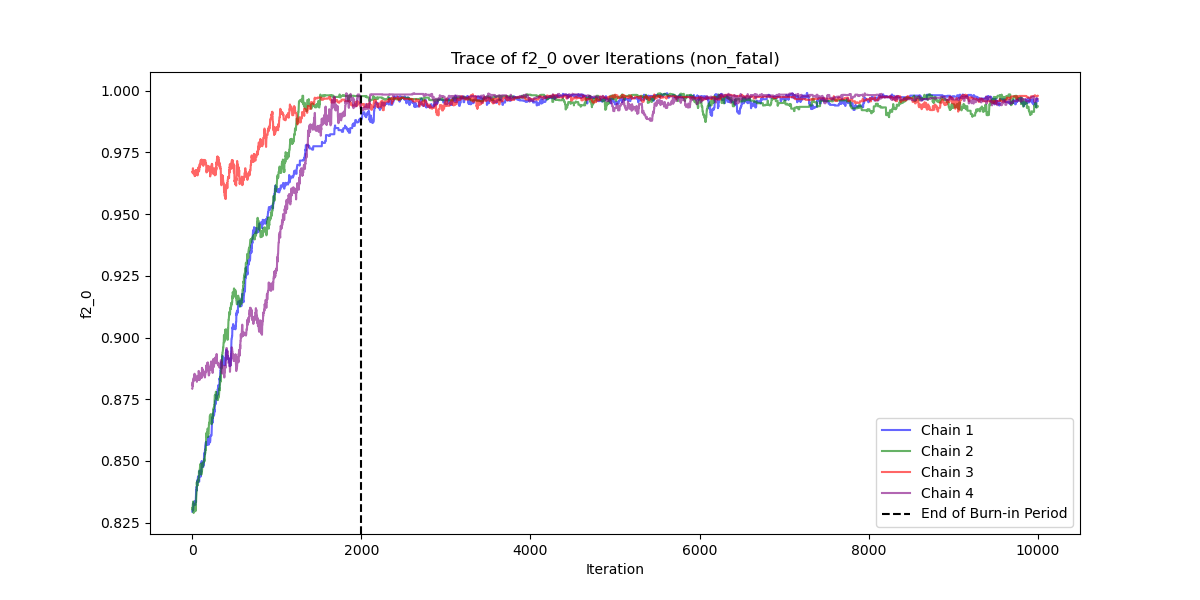 Trace of f2_0 over Iterations (non_fatal)
1.000
0.975
0.950
0.925
0.900
0.875
0.850
0.825
f2_0
Chain 1
Chain 2
Chain 3
Chain 4
End of Burn-in Period
0 2000 4000 6000 8000 10000
Iteration